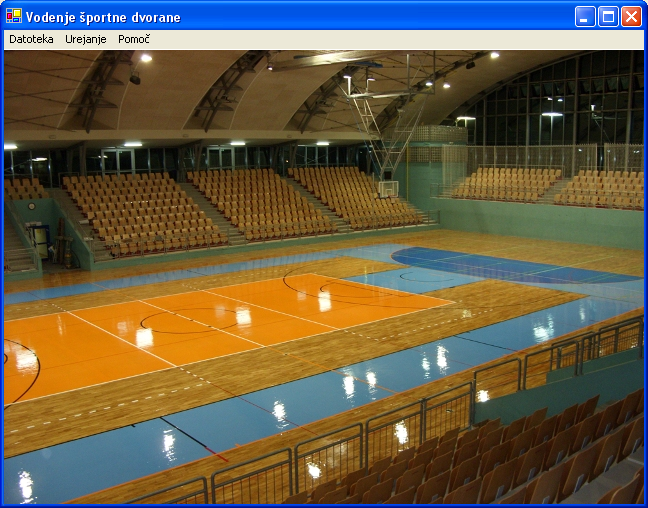 Vodenje športne dvorane
Datoteka Urejanje Pomoč